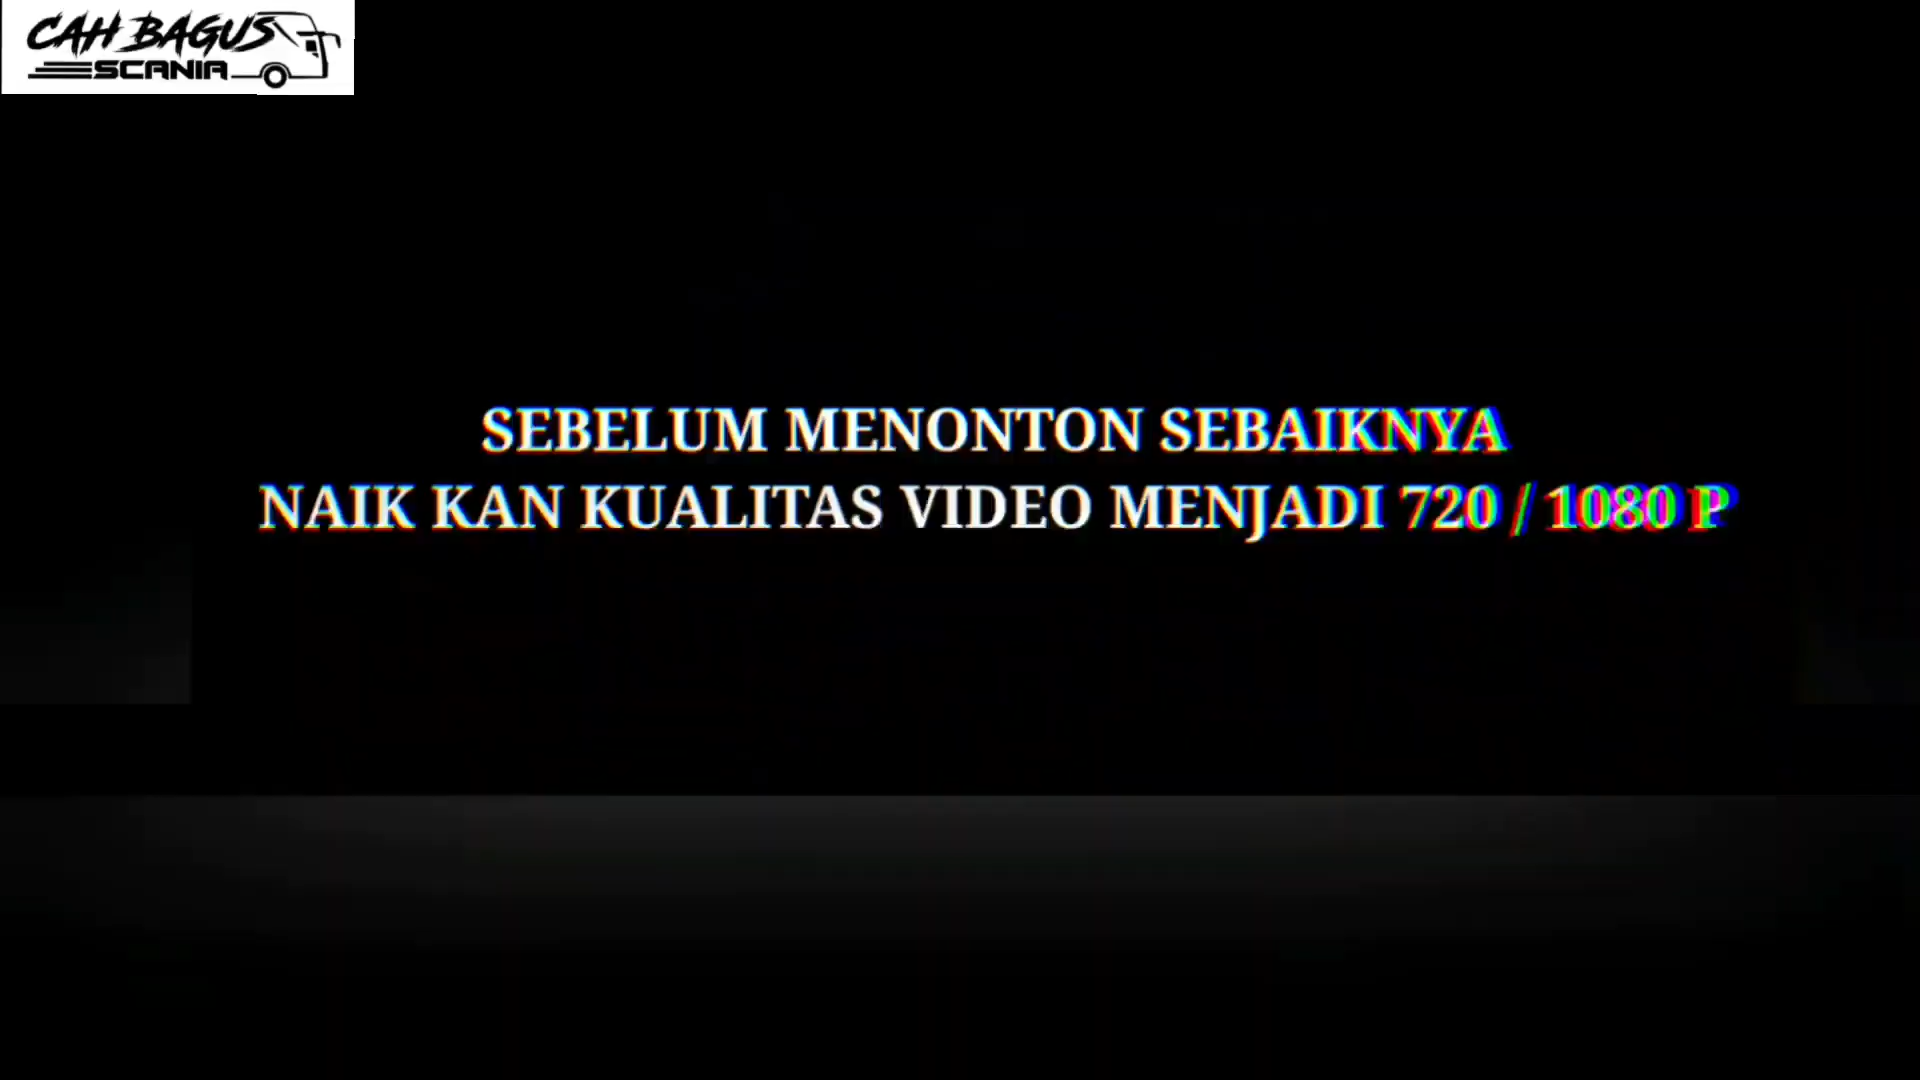 CAH BAGUS
SCANIA
SEBELUM MENONTON SEBAIKNYA
NAIK KAN KUALITAS VIDEO MENJADI 720 / 1080 P